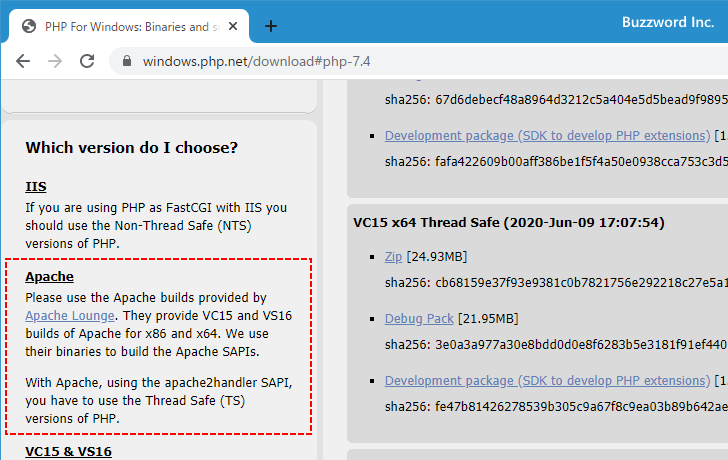 PHP For Windows: Binaries and s
Buzzword Inc.
windows.php.net/download#php-7.4
Which version do I choose?
IIS
If you are using PHP as FastCGI with IIS you
should use the Non-Thread Safe (NTS)
versions of PHP.
Apache
Please use the Apache builds provided by
Apache Lounge. They provide VC15 and VS16
builds of Apache for x86 and x64. We use
their binaries to build the Apache SAPIs.
With Apache, using the apache2handler SAPI,
you have to use the Thread Safe (TS)
versions of PHP.
VC15 & VS16
sha256: 67d6debecf48a8964d3212c5a404e5d5bead9f9895
Development package (SDK to develop PHP extensions) [1
sha256: fafa422609b00aff386be1f5f4a50e0938cca753c3d5
VC15 x64 Thread Safe (2020-Jun-09 17:07:54)
Zip [24.93MB]
sha256: cb68159e37f93e9381c0b7821756e292218c27e5a1
Debug Pack [21.95MB]
sha256: 3e0a3a977a30e8bdd0d0e8f6283b5e3181f91ef440
Development package (SDK to develop PHP extensions) [1
sha256: fe47b81426278539b305c9a67f8c9ea03b89b642ae